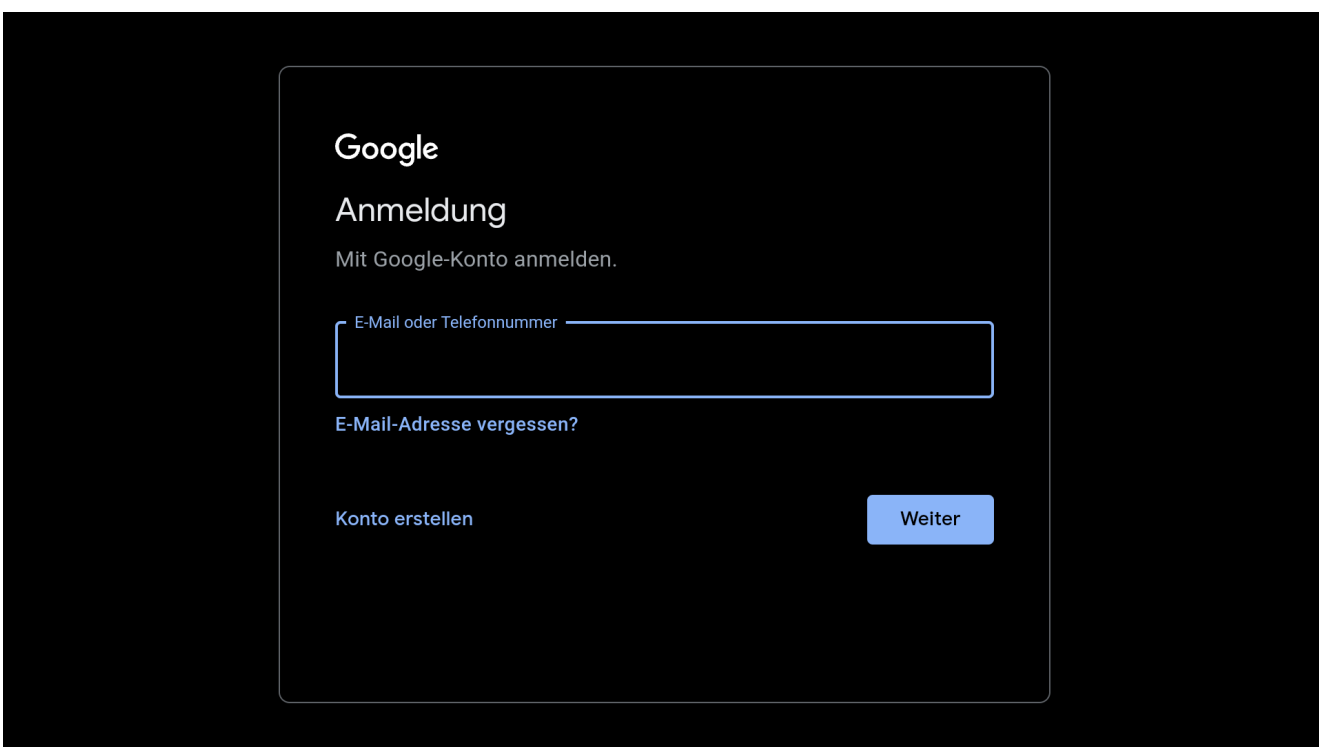 Google
Anmeldung
Mit Google-Konto anmelden.
E-Mail oder Telefonnummer
E-Mail-Adresse vergessen?
Konto erstellen
Weiter